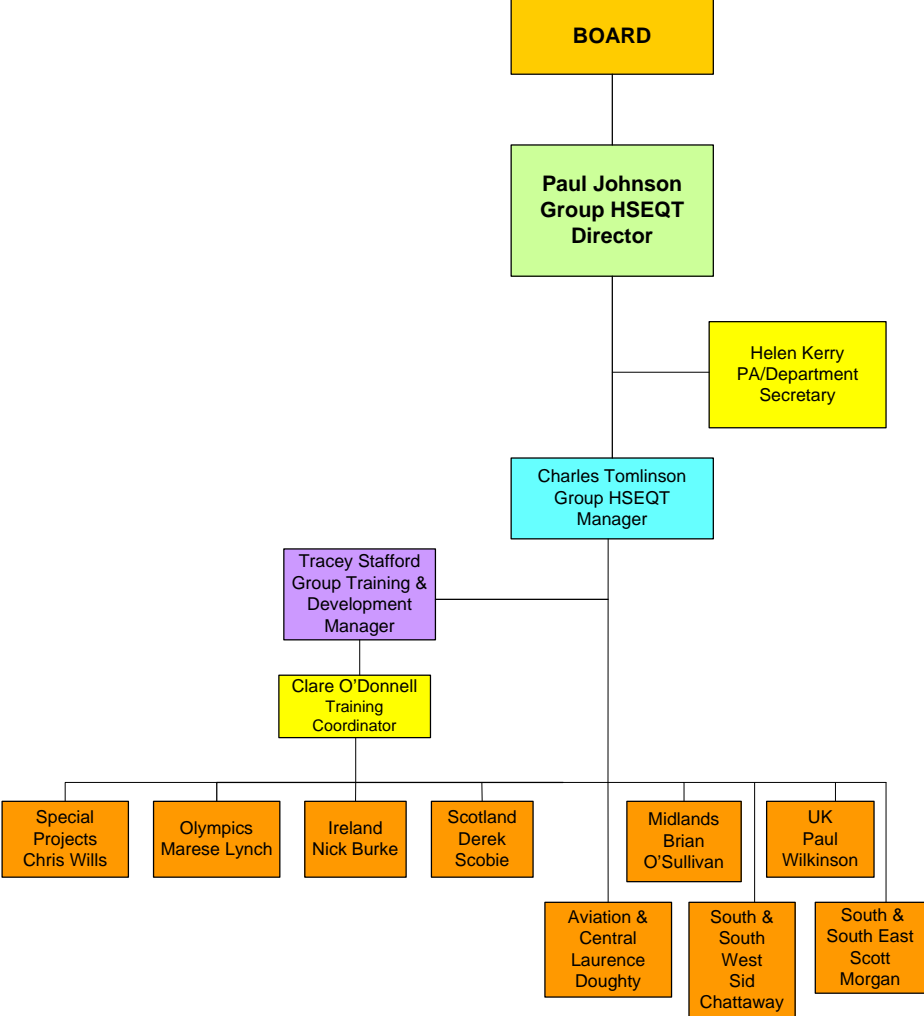 BOARD
Paul Johnson
Group HSEQT
Director
Helen Kerry
PA/Department
Secretary
Charles Tomlinson
Group HSEQT
Manager
Tracey Stafford
Group Training &
Development
Manager
Clare O’Donnell
Training
Coordinator
Special
Projects
Chris Wills
Olympics
Marese Lynch
Ireland
Nick Burke
Scotland
Derek
Scobie
Midlands
Brian
O’Sullivan
UK
Paul
Wilkinson
Aviation &
Central
Laurence
Doughty
South &
South
West
Sid
Chattaway
South &
South East
Scott
Morgan